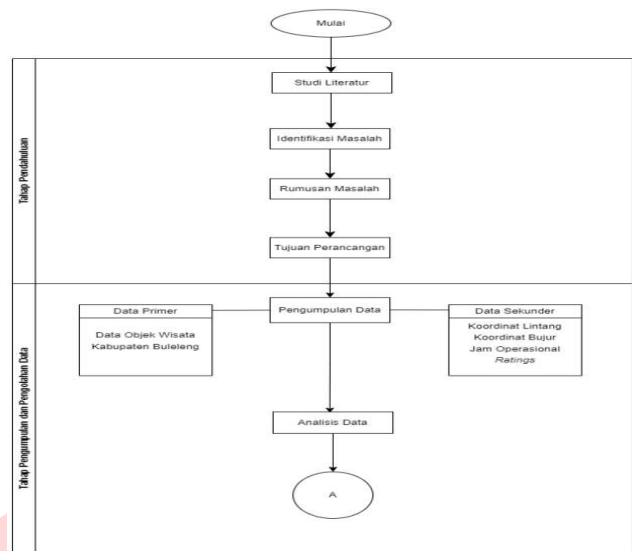 Mulai
Tahap Pendahuluan
Studi Literatur
Identifikasi Masalah
Rumusan Masalah
Tujuan Perancangan
Tahap Pengumpulan dan Pengolahan Data
Data Primer
Data Objek Wisata
Kabupaten Buleleng
Pengumpulan Data
Data Sekunder
Koordinat Lintang
Koordinat Bujur
Jam Operasional
Ratings
Analisis Data
A